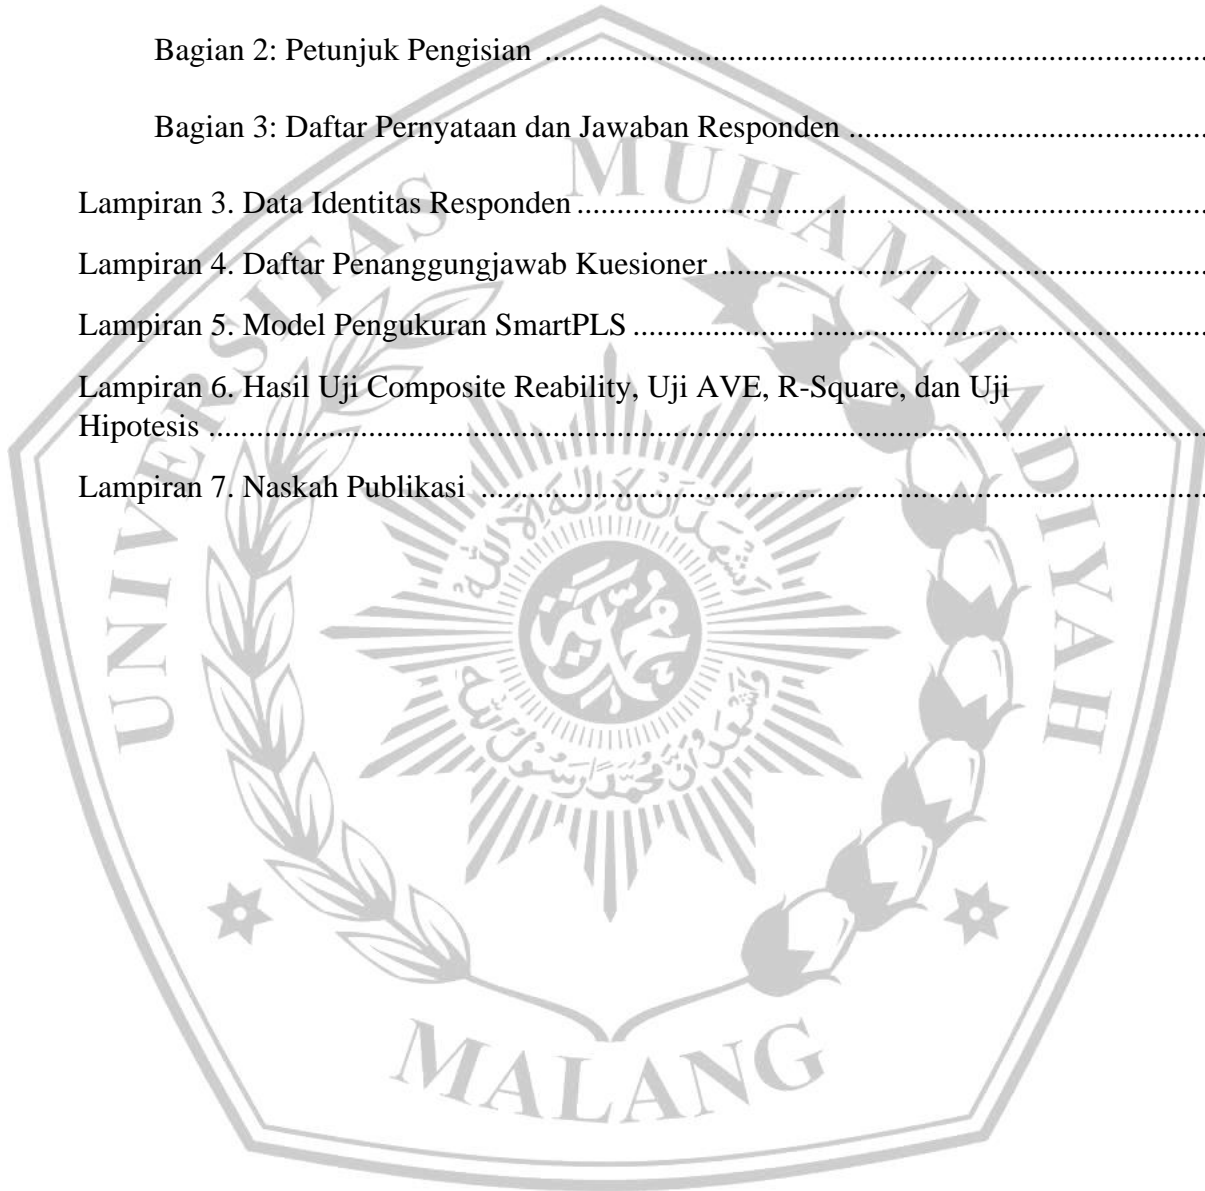 Bagian 2: Petunjuk Pengisian ....................................................................................
Bagian 3: Daftar Pernyataan dan Jawaban Responden .............................................
Lampiran 3. Data Identitas Responden ...............................................................................
Lampiran 4. Daftar Penanggungjawab Kuesioner ..............................................................
Lampiran 5. Model Pengukuran SmartPLS ........................................................................
Lampiran 6. Hasil Uji Composite Reability, Uji AVE, R-Square, dan Uji
Hipotesis ..............................................................................................................................
Lampiran 7. Naskah Publikasi ............................................................................................
UNIVERSITAS MUHAMMADIYAH
MALANG